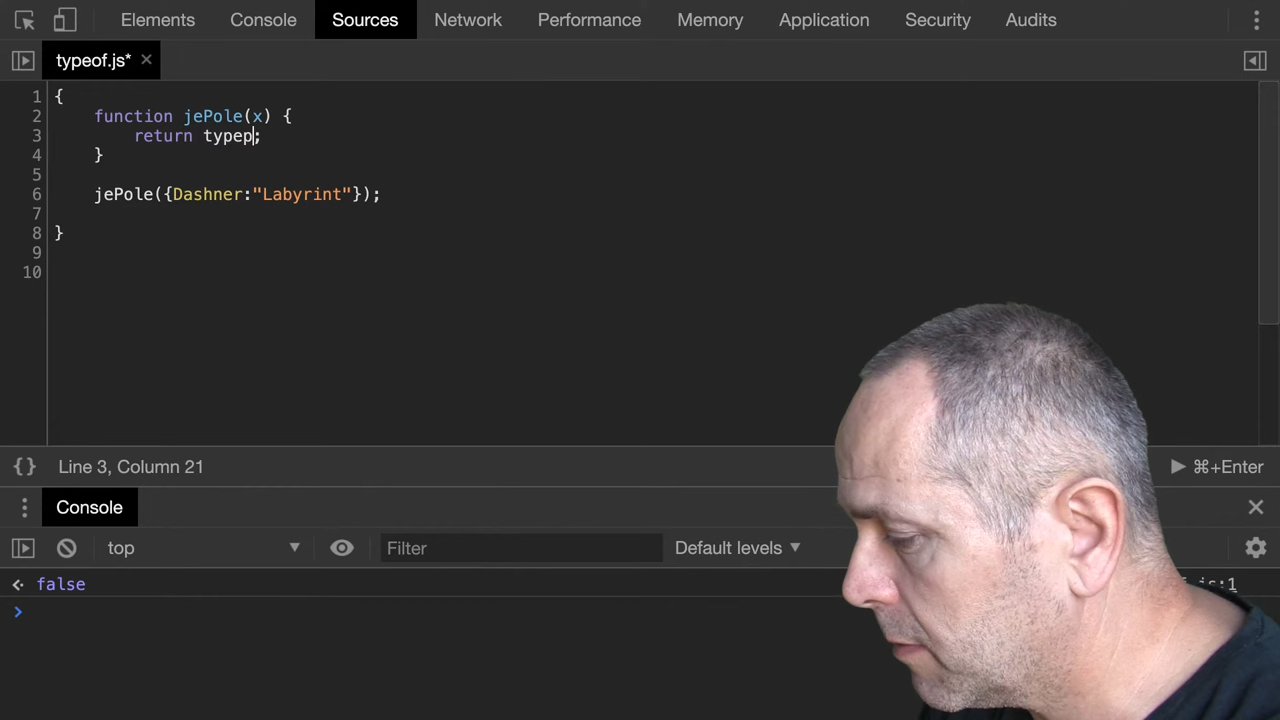 Elements Console Sources Network Performance Memory Application Security Audits
typeof.js* ×
1 {
2 function jePole(x) {
3 return typep;
4 }
5
6 jePole({Dashner:"Labyrint"});
7
8 }
9
10
{} Line 3, Column 21 ⌘+Enter
Console
top Filter Default levels
false js:1